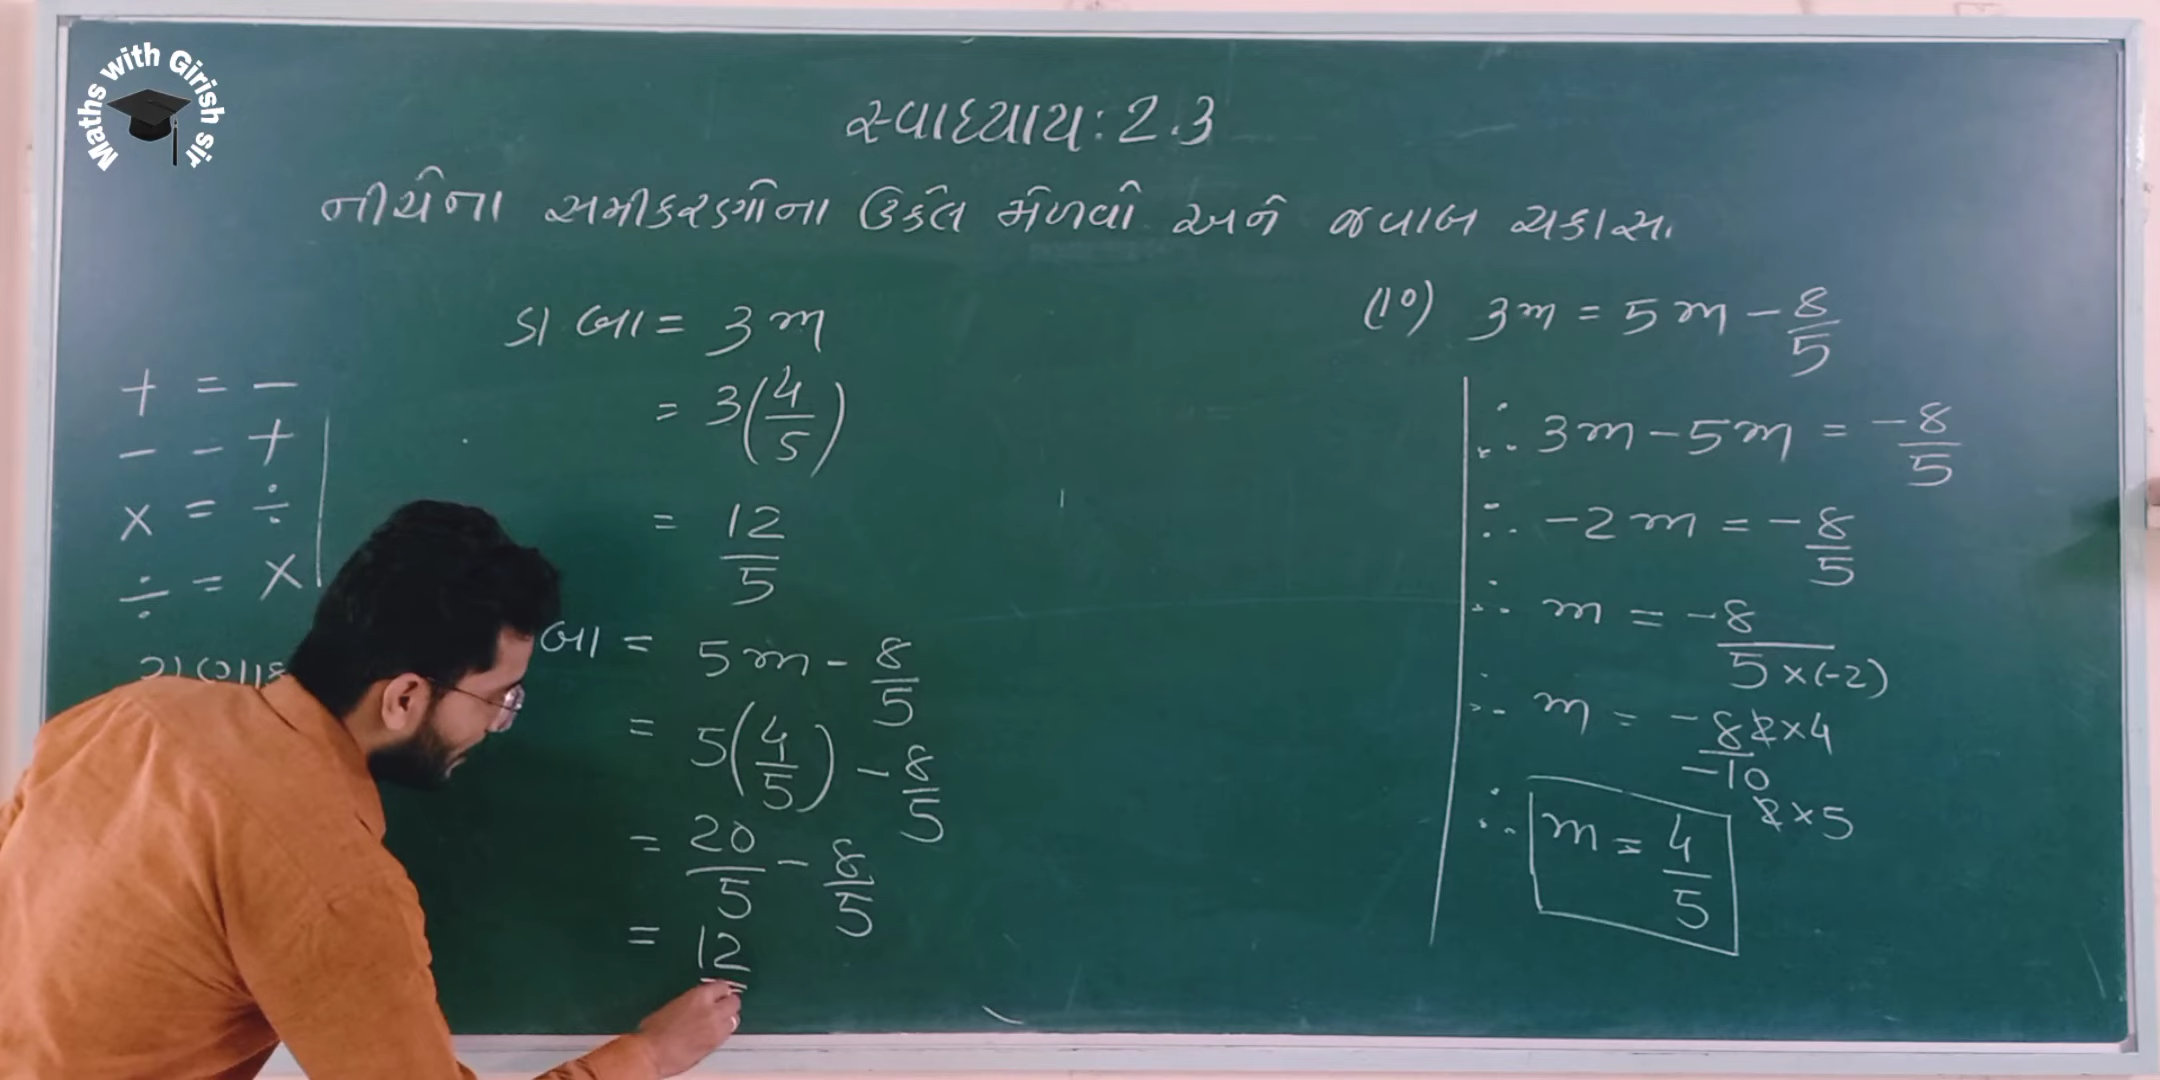 Maths with Girish sir
સ્વાધ્યાય: 2.3
નીચેના સમીકરણોના ઉકેલ મેળવો અને જવાબ ચકાસો.
+ = −
− − +
× = ÷
÷ = ×
ડા બા = 3m
= 3(4/5)
= 12/5
બા = 5m − 8/5
= 5(4/5) − 8/5
= 20/5 − 8/5
= 12
(10) 3m = 5m − 8/5
∴ 3m − 5m = −8/5
∴ −2m = −8/5
∴ m = −8/5×(−2)
∴ m = −8/−10 2×4 2×5
∴ m = 4/5